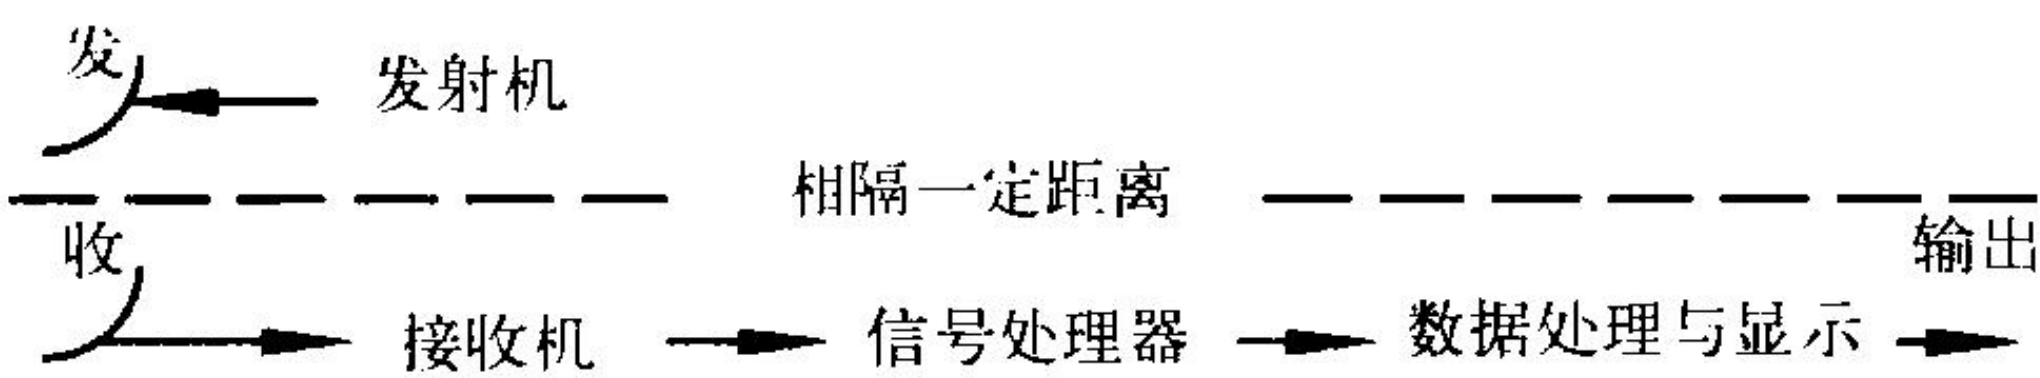 发 发射机
相隔一定距离
收 输出
接收机 信号处理器 数据处理与显示